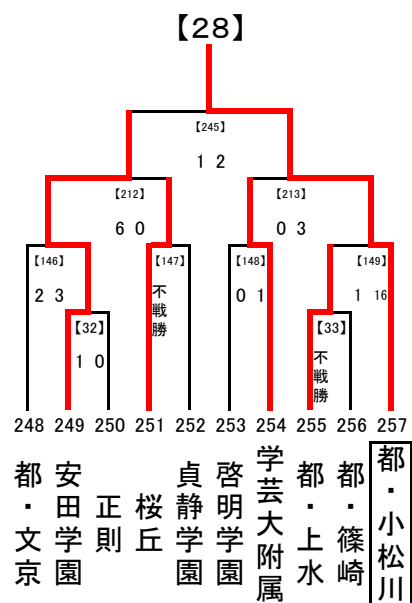 【28】
【245】
1 2
【212】
【213】
6 0
0 3
【146】
【147】
【148】
【149】
2 3
不戦勝
0 1
1 16
【32】
【33】
1 0
不戦勝
248 249 250 251 252 253 254 255 256 257
都・文京
安田学園
正則
桜丘
貞静学園
啓明学園
学芸大附属
都・上水
都・篠崎
都・小松川